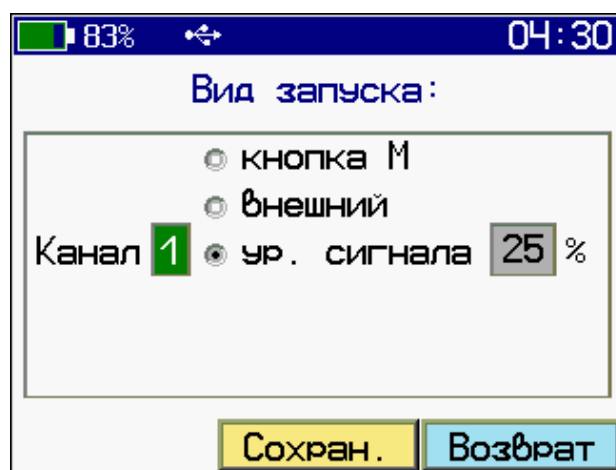 83% 04:30
Вид запуска:
кнопка М
внешний
Канал 1 ур. сигнала 25 %
Сохран. Возврат